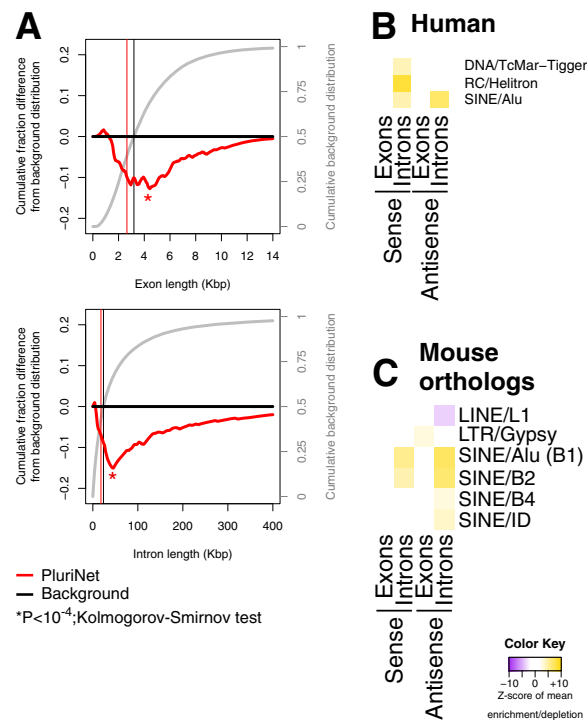 A
Cumulative fraction difference
from background distribution
0.2
0.1
0.0
−0.1
−0.2
1
0.75
0.5
0.25
0
Cumulative background distribution
*
0 2 4 6 8 10 12 14
Exon length (Kbp)
Cumulative fraction difference
from background distribution
0.2
0.1
0.0
−0.1
−0.2
1
0.75
0.5
0.25
0
Cumulative background distribution
*
0 100 200 300 400
Intron length (Kbp)
PluriNet
Background
*P<10-4;Kolmogorov-Smirnov test
B Human
DNA/TcMar−Tigger
RC/Helitron
SINE/Alu
Exons
Introns
Exons
Introns
Sense
Antisense
C Mouse
orthologs
LINE/L1
LTR/Gypsy
SINE/Alu (B1)
SINE/B2
SINE/B4
SINE/ID
Exons
Introns
Exons
Introns
Sense
Antisense
Color Key
−10 0 +10
Z-score of mean
enrichment/depletion